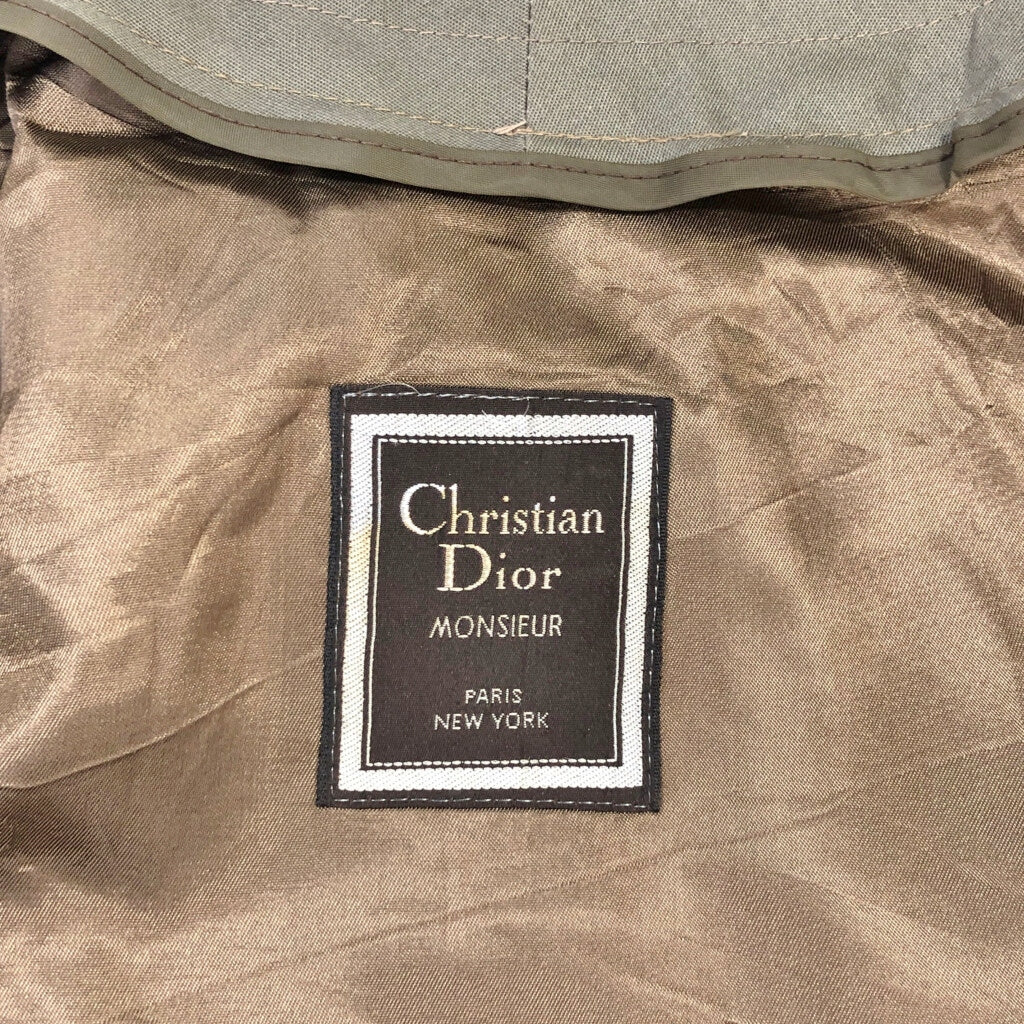 Christian
Dior
MONSIEUR
PARIS
NEW YORK